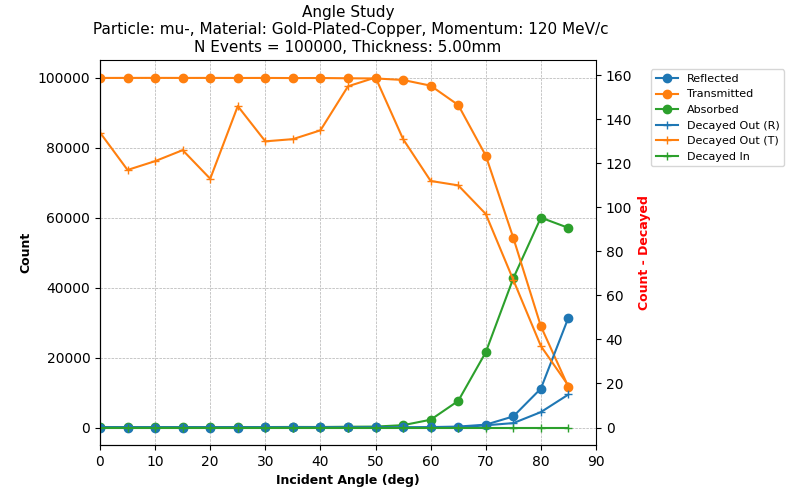 Angle Study
Particle: mu-, Material: Gold-Plated-Copper, Momentum: 120 MeV/c
N Events = 100000, Thickness: 5.00mm
100000
80000
60000
40000
20000
0
Count
0 10 20 30 40 50 60 70 80 90
Incident Angle (deg)
160
140
120
100
80
60
40
20
0
Count - Decayed
Reflected
Transmitted
Absorbed
Decayed Out (R)
Decayed Out (T)
Decayed In